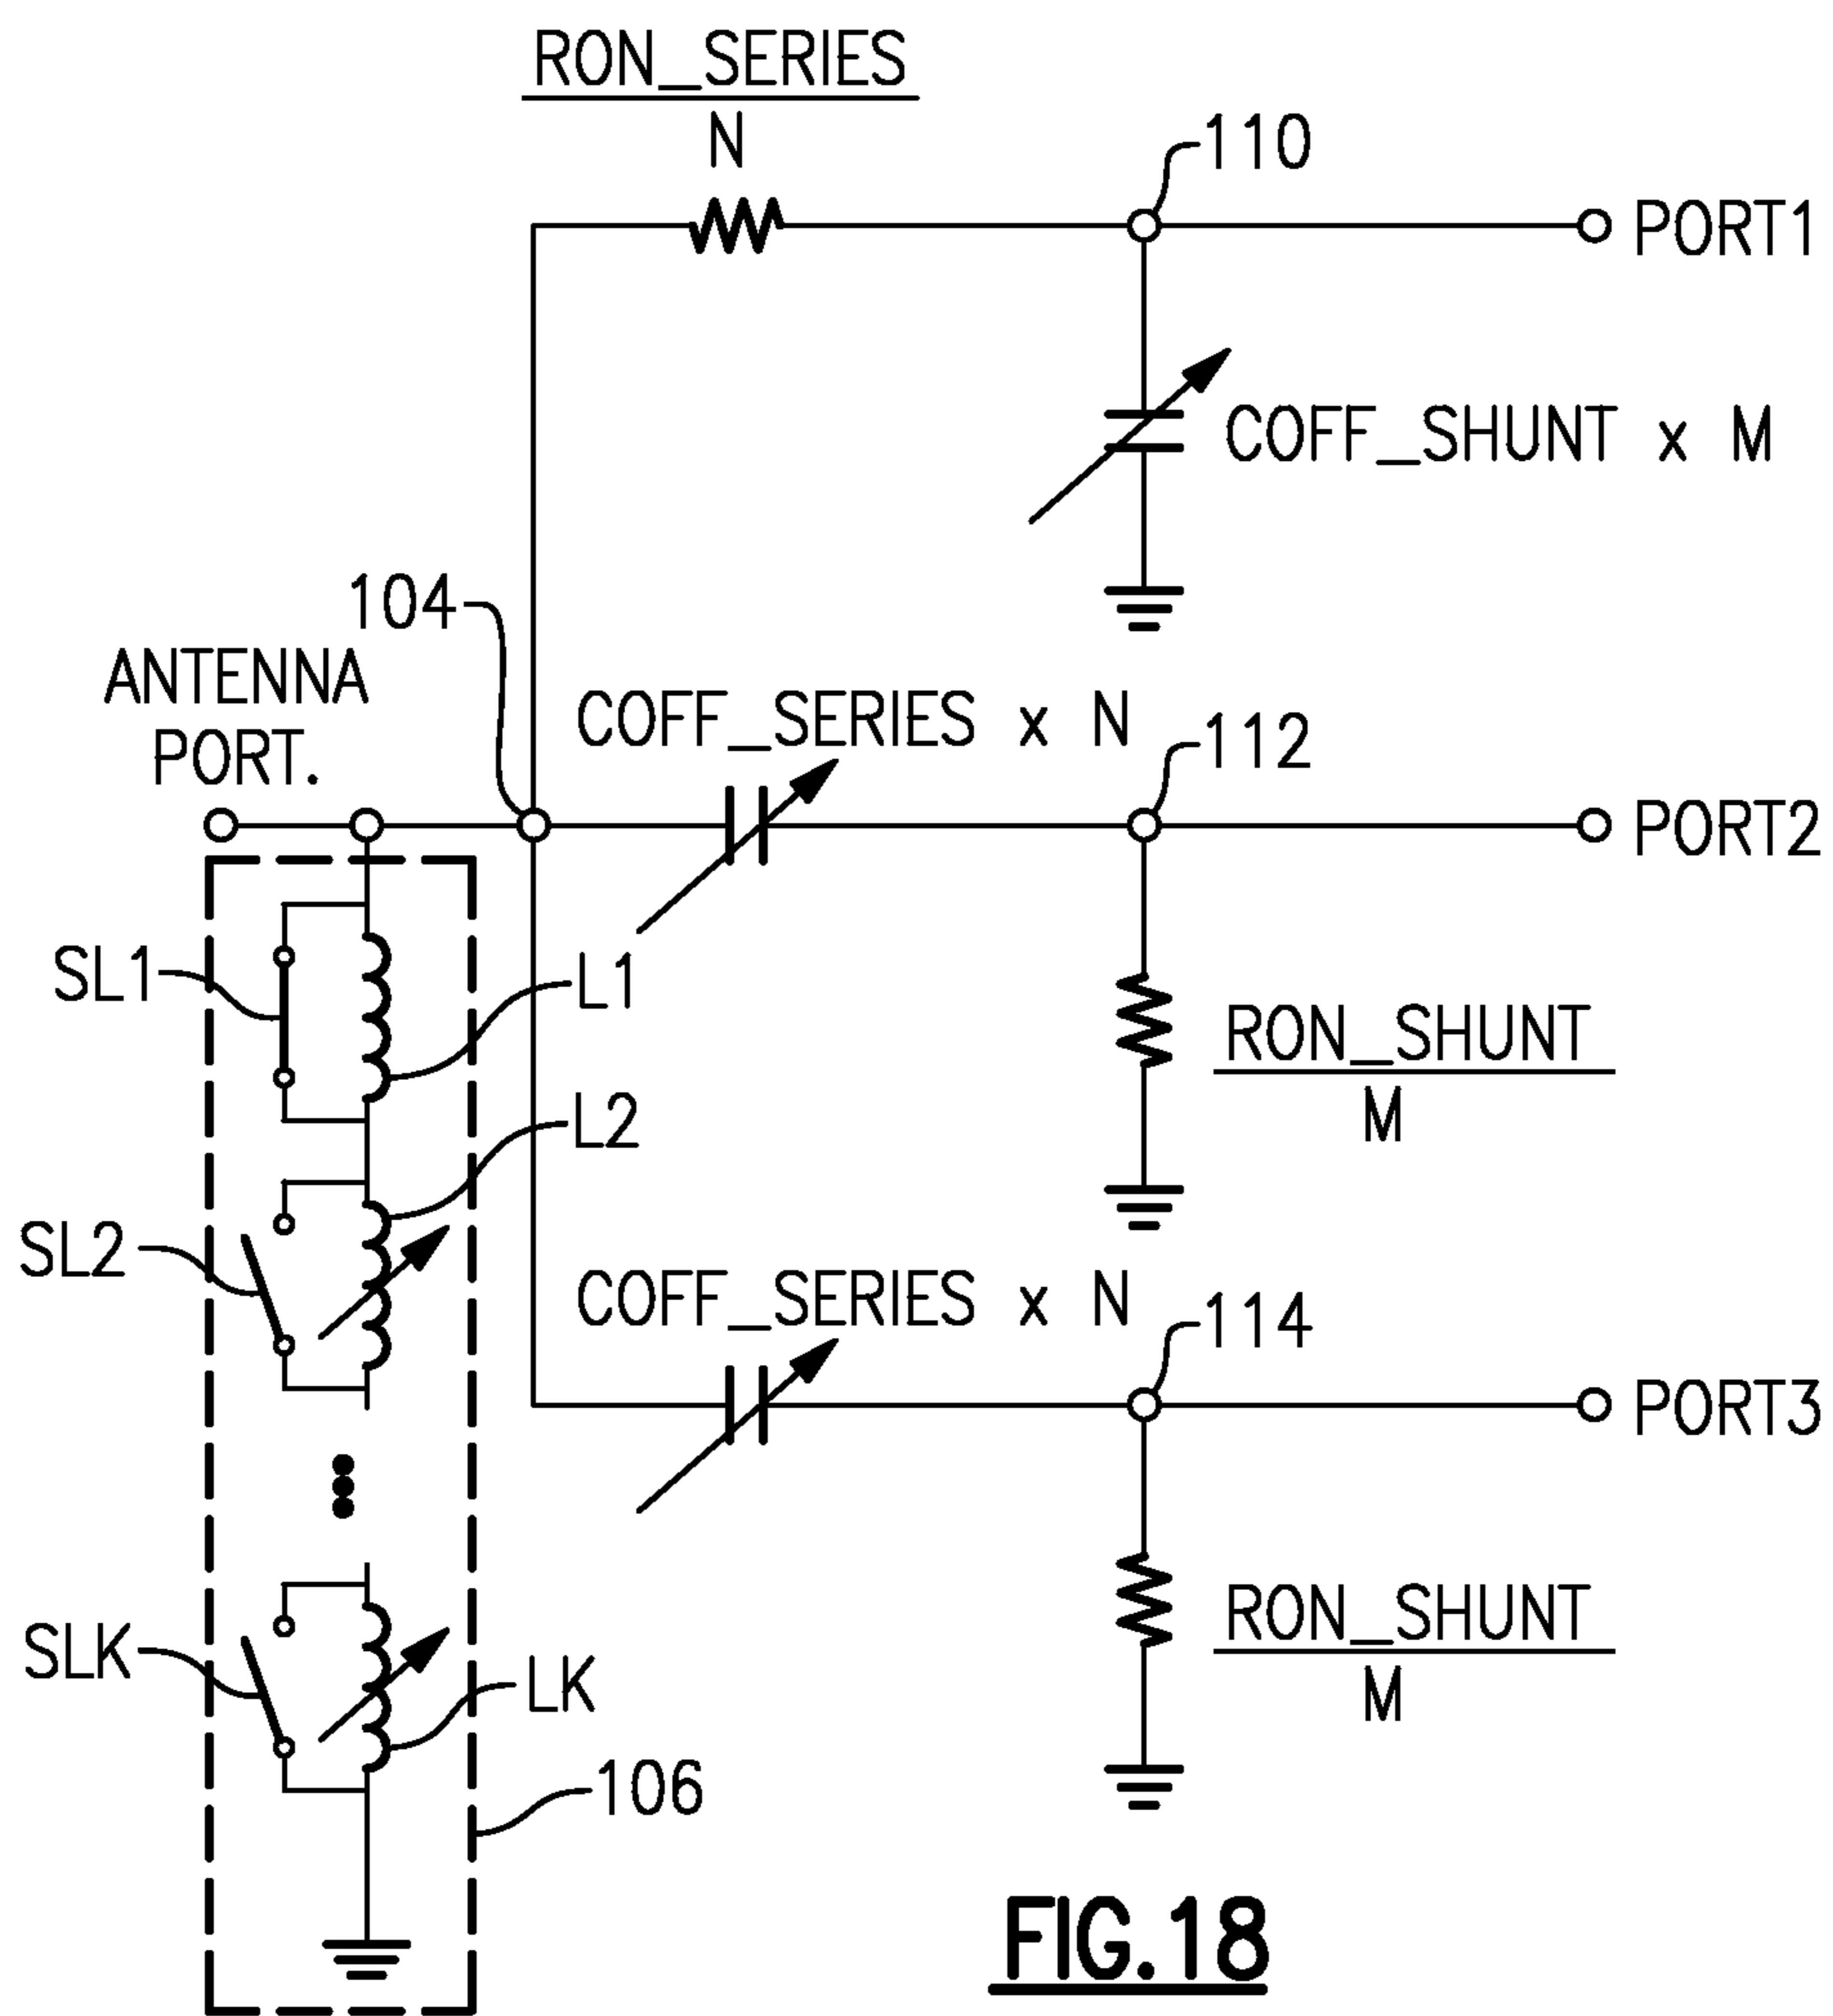 RON_SERIES
N
110
PORT1
COFF_SHUNT x M
104
ANTENNA
PORT.
COFF_SERIES x N
112
PORT2
SL1
L1
RON_SHUNT
M
L2
SL2
COFF_SERIES x N
114
PORT3
SLK
LK
RON_SHUNT
M
106
FIG.18